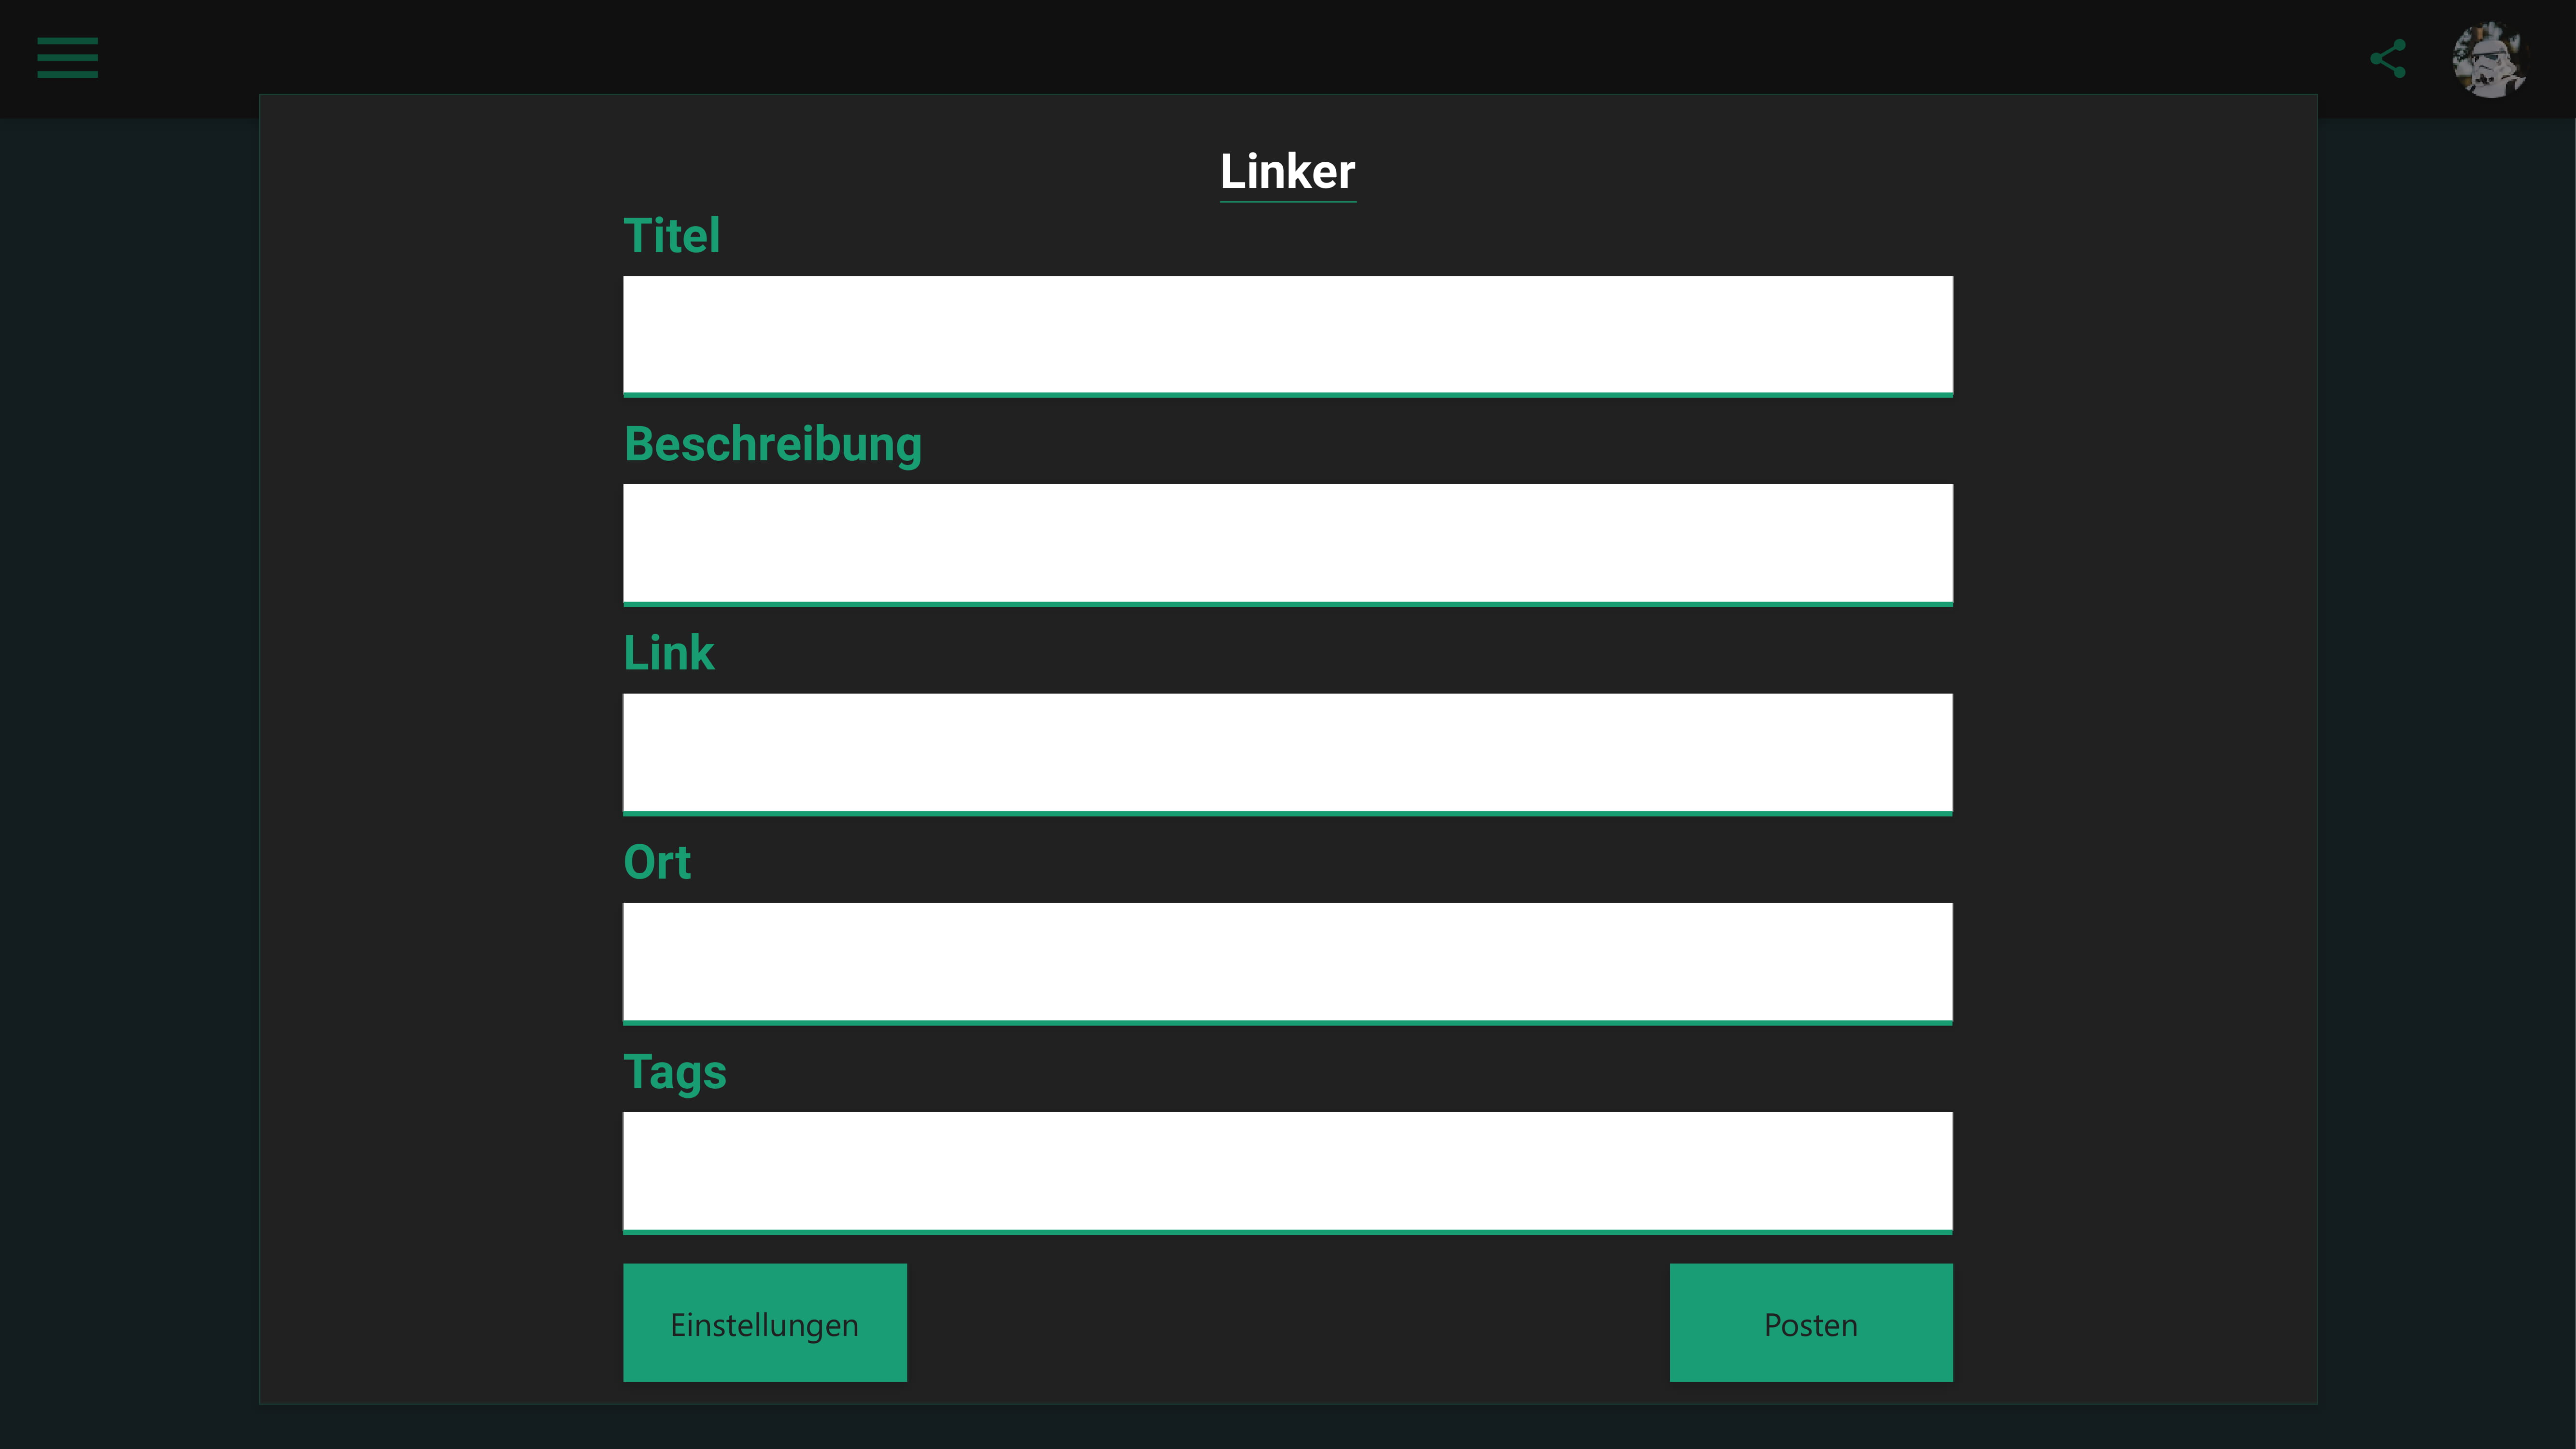 Linker
Titel
Beschreibung
Link
Ort
Tags
Einstellungen
Posten